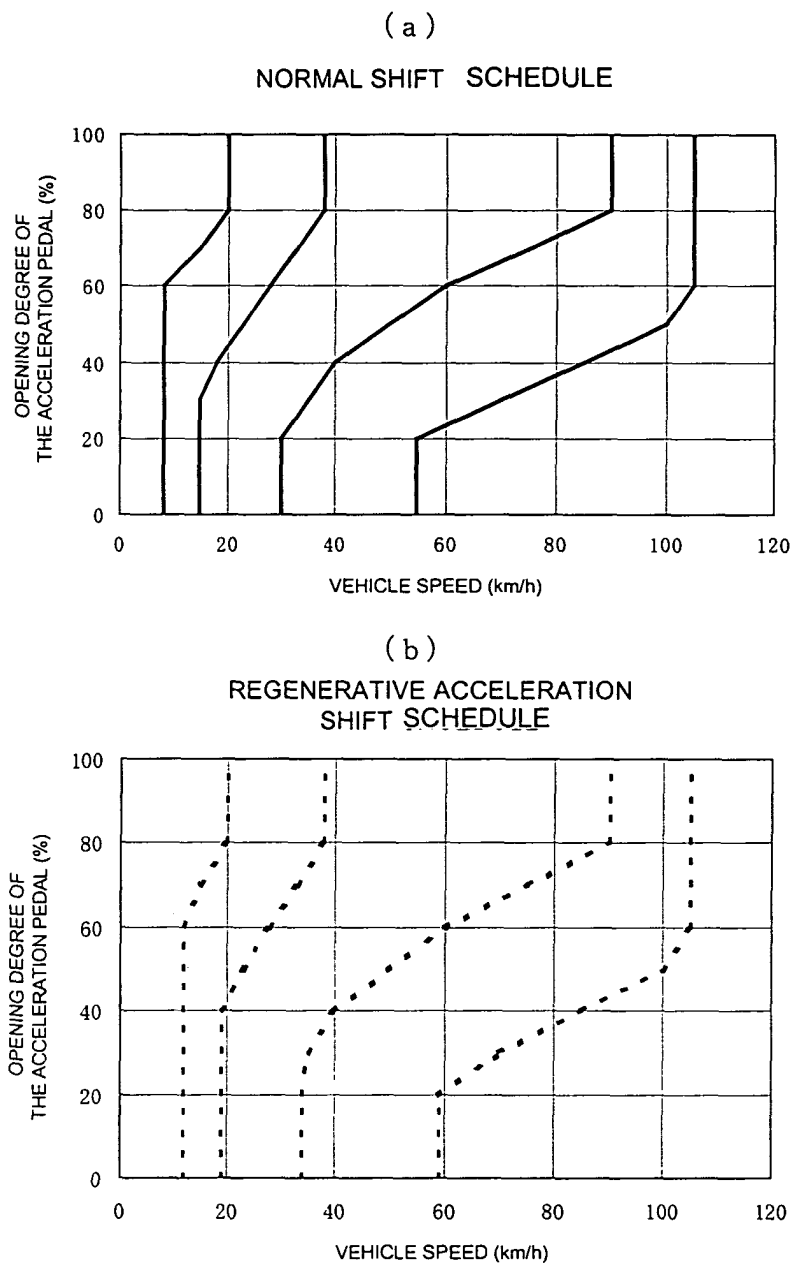 (a)
NORMAL SHIFT SCHEDULE
100
80
60
40
20
0
OPENING DEGREE OF
THE ACCELERATION PEDAL (%)
0 20 40 60 80 100 120
VEHICLE SPEED (km/h)
(b)
REGENERATIVE ACCELERATION
SHIFT SCHEDULE
100
80
60
40
20
0
OPENING DEGREE OF
THE ACCELERATION PEDAL (%)
0 20 40 60 80 100 120
VEHICLE SPEED (km/h)